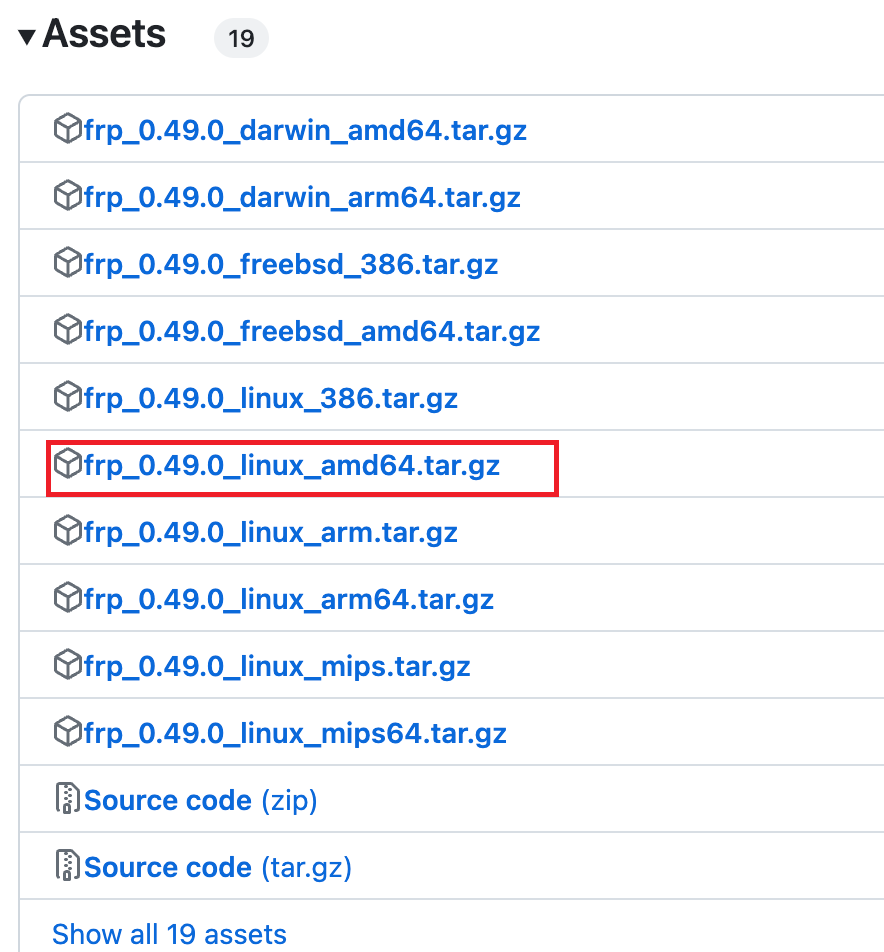 Assets 19
frp_0.49.0_darwin_amd64.tar.gz
frp_0.49.0_darwin_arm64.tar.gz
frp_0.49.0_freebsd_386.tar.gz
frp_0.49.0_freebsd_amd64.tar.gz
frp_0.49.0_linux_386.tar.gz
frp_0.49.0_linux_amd64.tar.gz
frp_0.49.0_linux_arm.tar.gz
frp_0.49.0_linux_arm64.tar.gz
frp_0.49.0_linux_mips.tar.gz
frp_0.49.0_linux_mips64.tar.gz
Source code (zip)
Source code (tar.gz)
Show all 19 assets